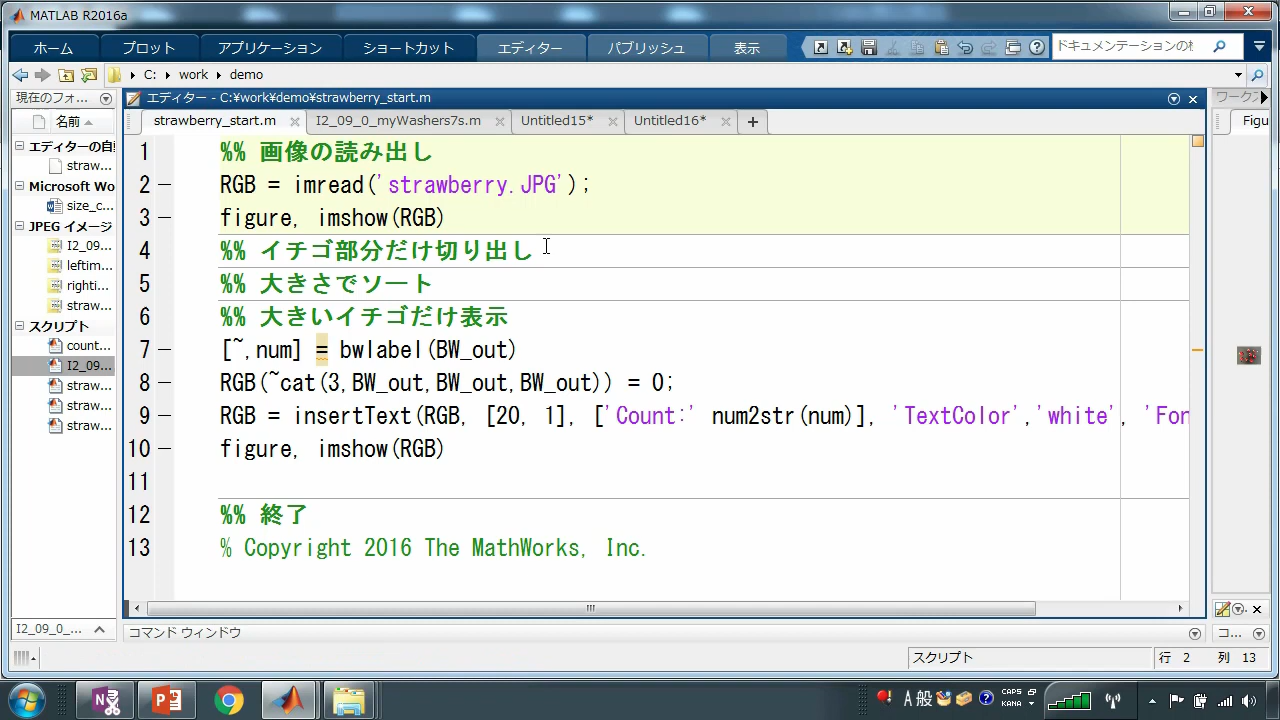 MATLAB R2016a
ホーム プロット アプリケーション ショートカット エディター パブリッシュ 表示 ドキュメンテーションの検
C: work demo
現在のフォ... エディター - C:¥work¥demo¥strawberry_start.m ワークス
名前 strawberry_start.m I2_09_0_myWashers7s.m Untitled15* Untitled16* + Figu
エディターの自
straw...
Microsoft Wo
size_c...
JPEG イメージ
I2_09...
leftim...
righti...
straw...
スクリプト
count...
I2_09...
straw...
straw...
straw...
1 %% 画像の読み出し
2 RGB = imread('strawberry.JPG');
3 figure, imshow(RGB)
4 %% イチゴ部分だけ切り出し
5 %% 大きさでソート
6 %% 大きいイチゴだけ表示
7 [~,num] = bwlabel(BW_out)
8 RGB(~cat(3,BW_out,BW_out,BW_out)) = 0;
9 RGB = insertText(RGB, [20, 1], ['Count:' num2str(num)], 'TextColor','white', 'Fon
10 figure, imshow(RGB)
11
12 %% 終了
13 % Copyright 2016 The MathWorks, Inc.
I2_09_0_... コマンド ウィンドウ コ...
スクリプト 行 2 列 13
A 般 CAPS
KANA